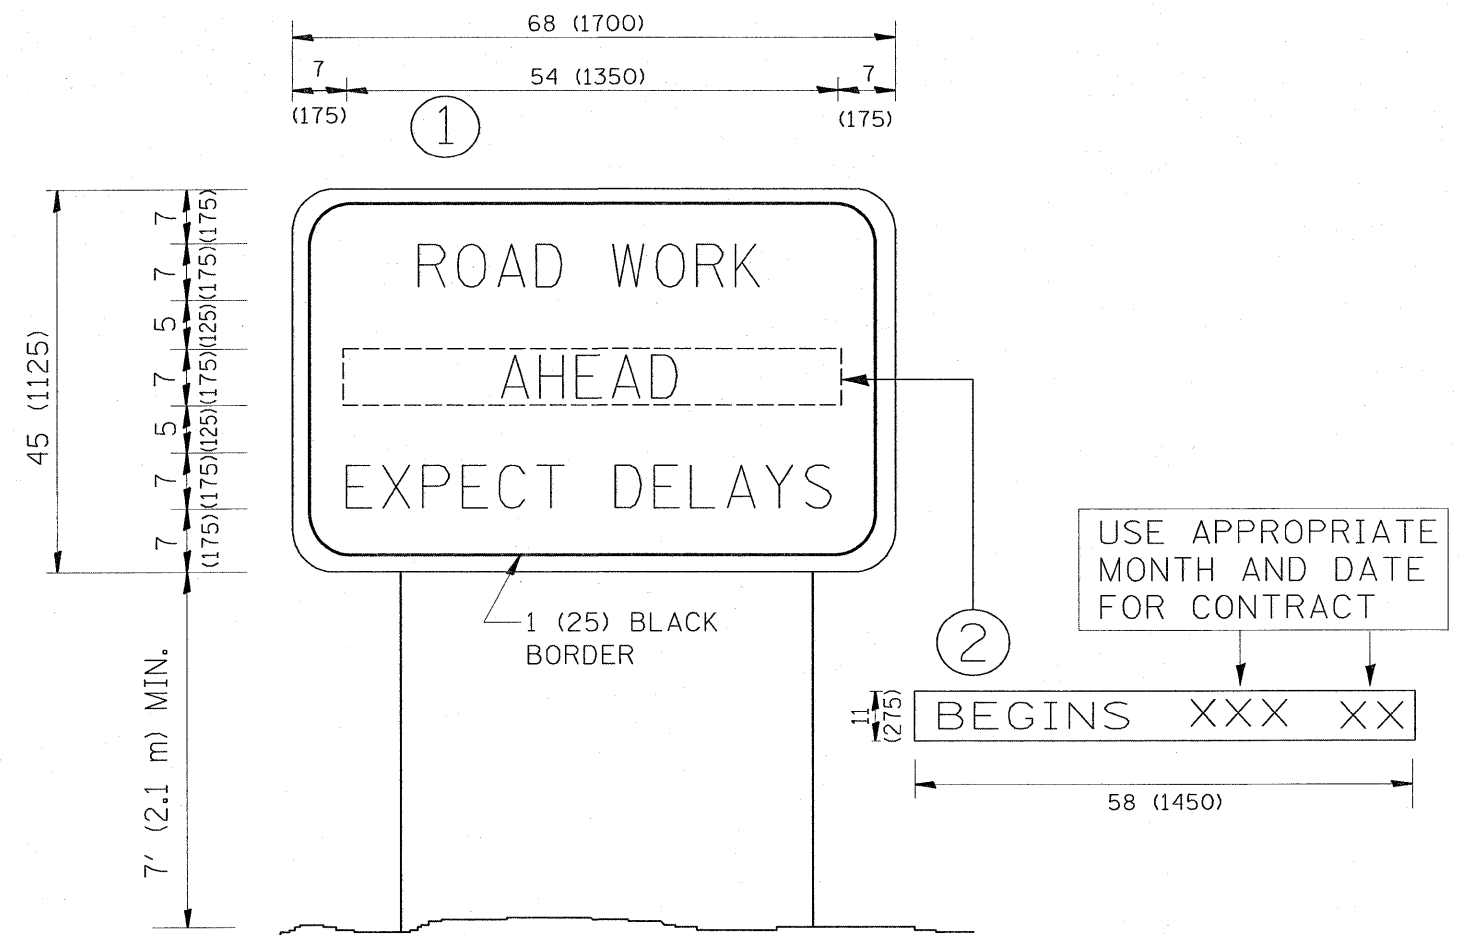 68 (1700)
7
54 (1350)
7
(175)
(175)
1
7
(175)
7
(175)
5
(125)
7
(175)
5
(125)
7
(175)
7
(175)
45 (1125)
ROAD WORK
AHEAD
EXPECT DELAYS
1 (25) BLACK
BORDER
7' (2.1 m) MIN.
2
USE APPROPRIATE
MONTH AND DATE
FOR CONTRACT
11
(275)
BEGINS XXX XX
58 (1450)